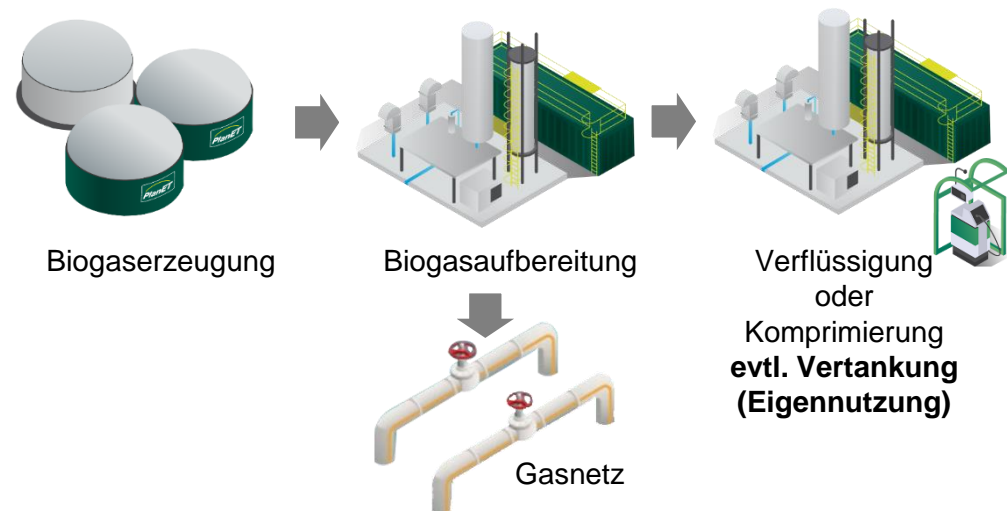 PlanET
PlanET
Biogaserzeugung
Biogasaufbereitung
Verflüssigung
oder
Komprimierung
evtl. Vertankung
(Eigennutzung)
Gasnetz